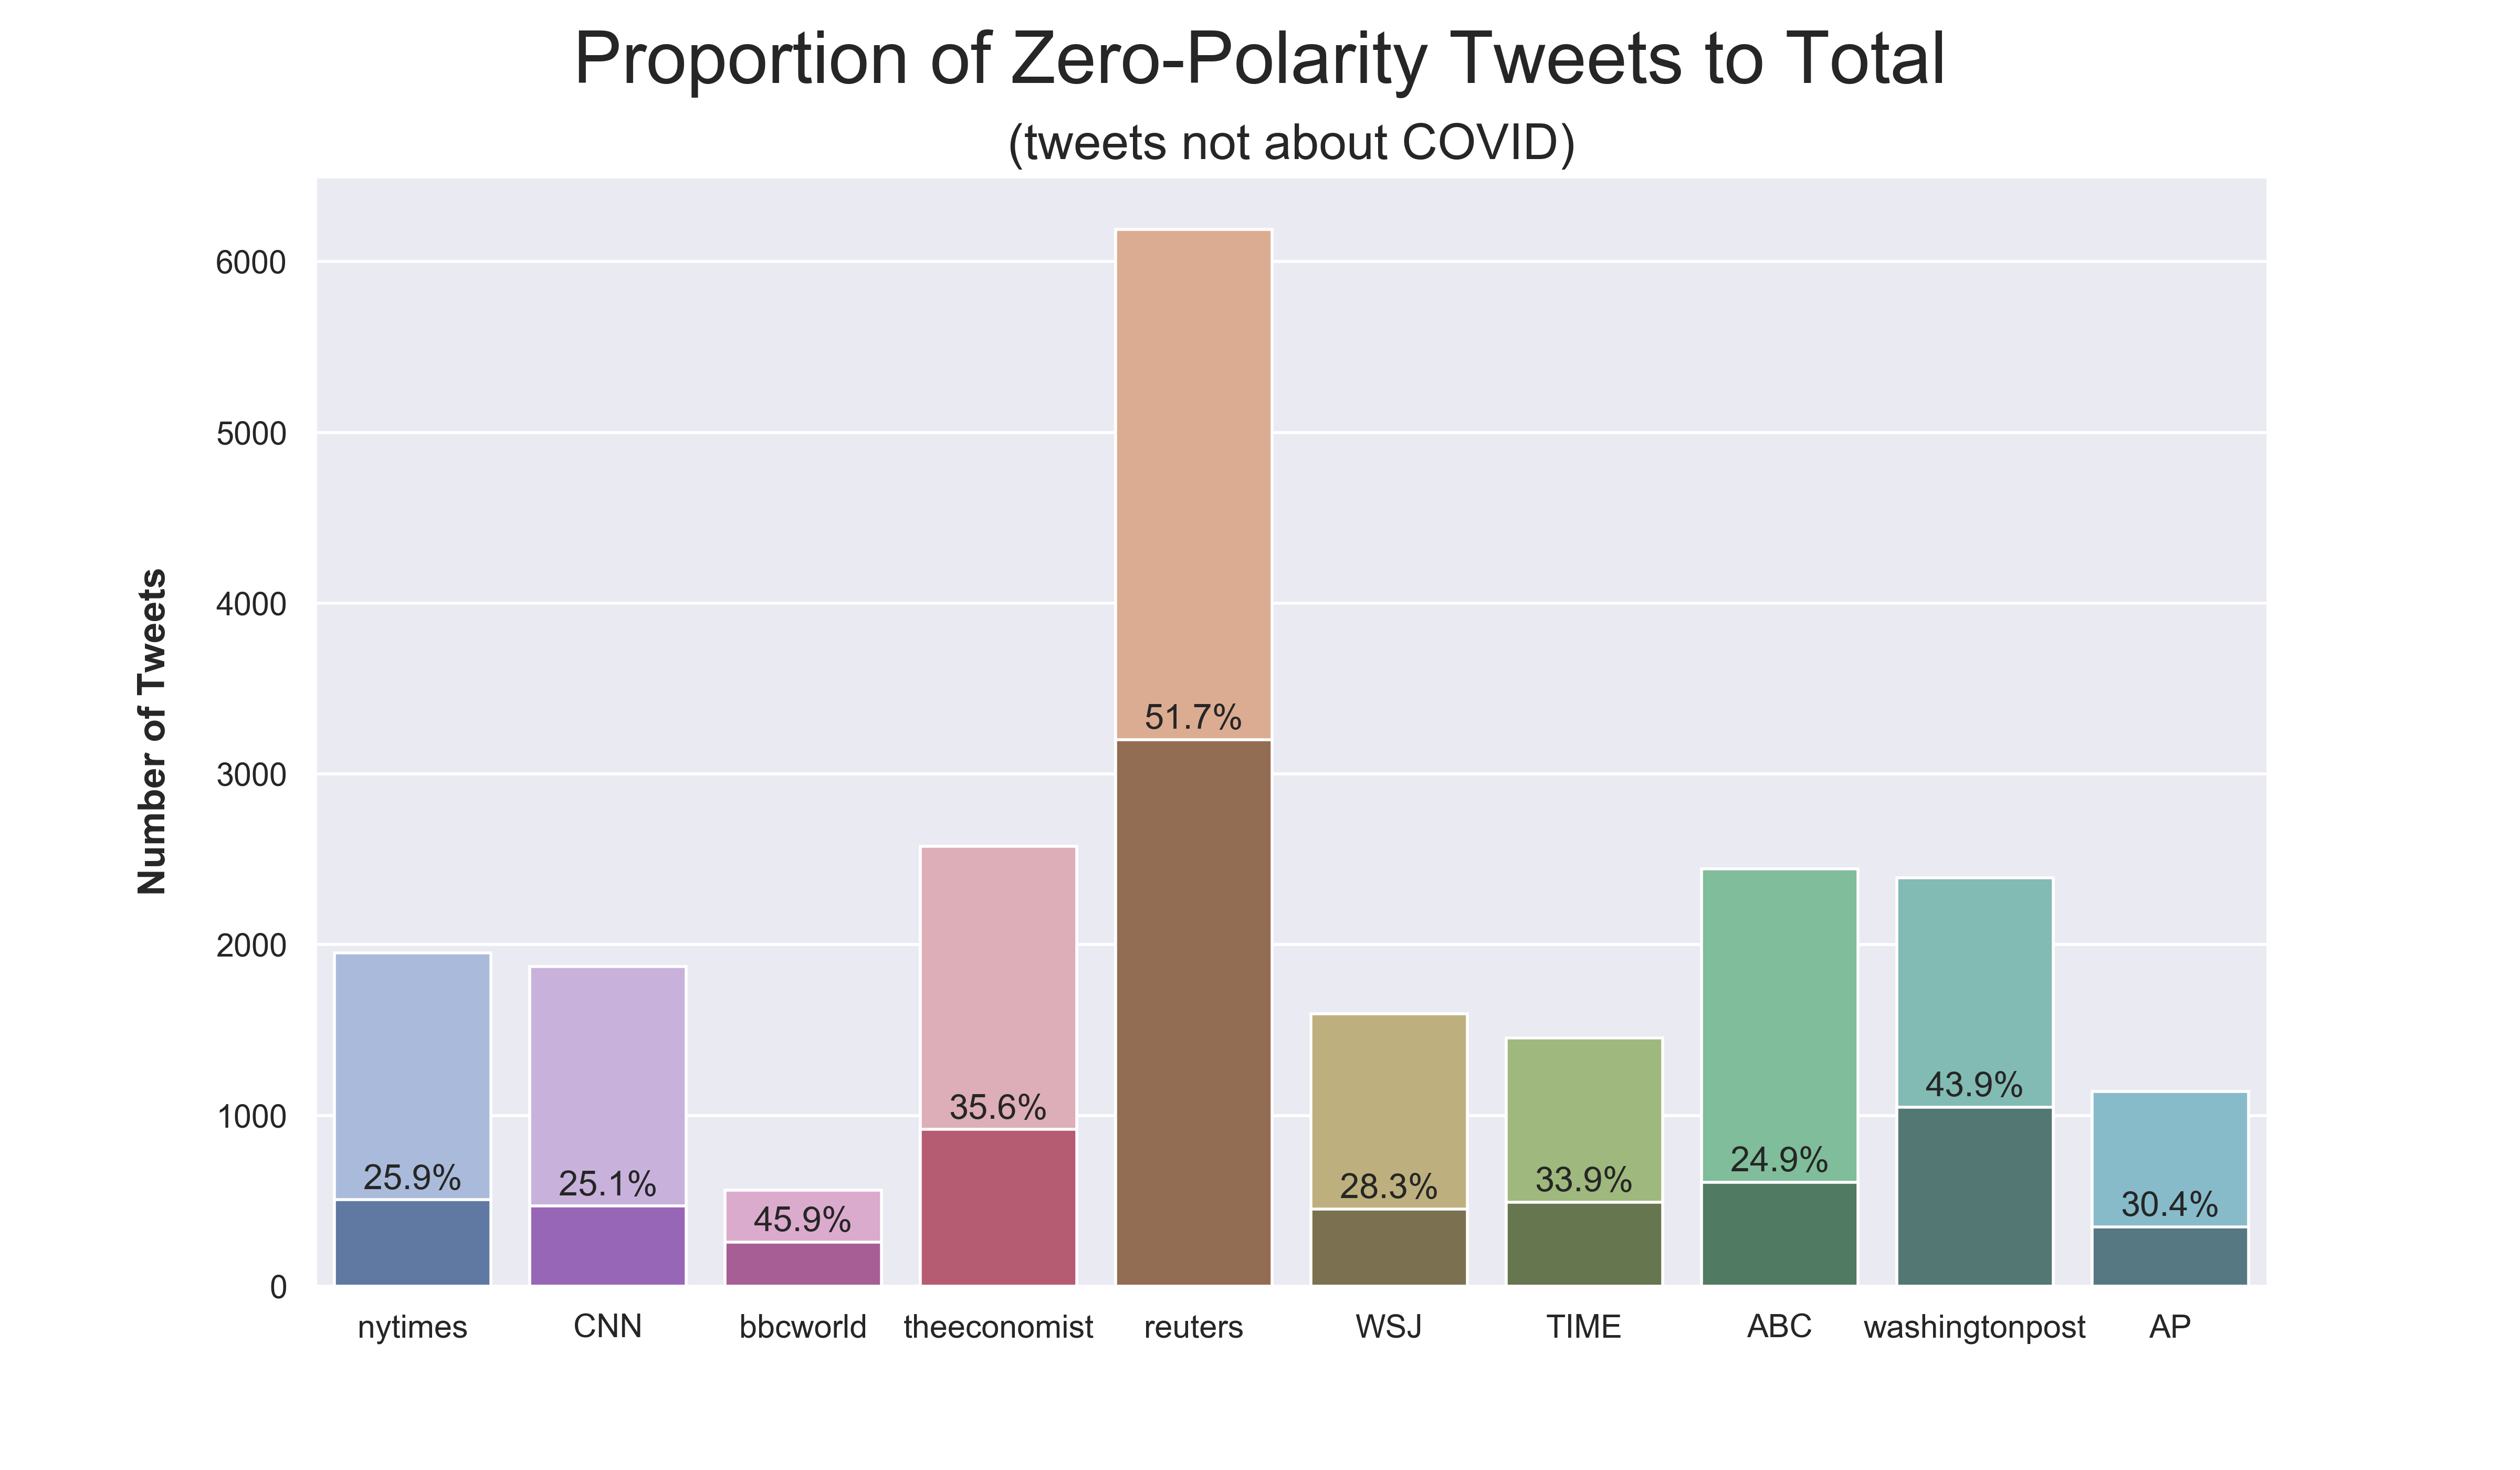 Proportion of Zero-Polarity Tweets to Total
(tweets not about COVID)
Number of Tweets
6000
5000
4000
3000
2000
1000
0
25.9%
25.1%
45.9%
35.6%
51.7%
28.3%
33.9%
24.9%
43.9%
30.4%
nytimes
CNN
bbcworld
theeconomist
reuters
WSJ
TIME
ABC
washingtonpost
AP